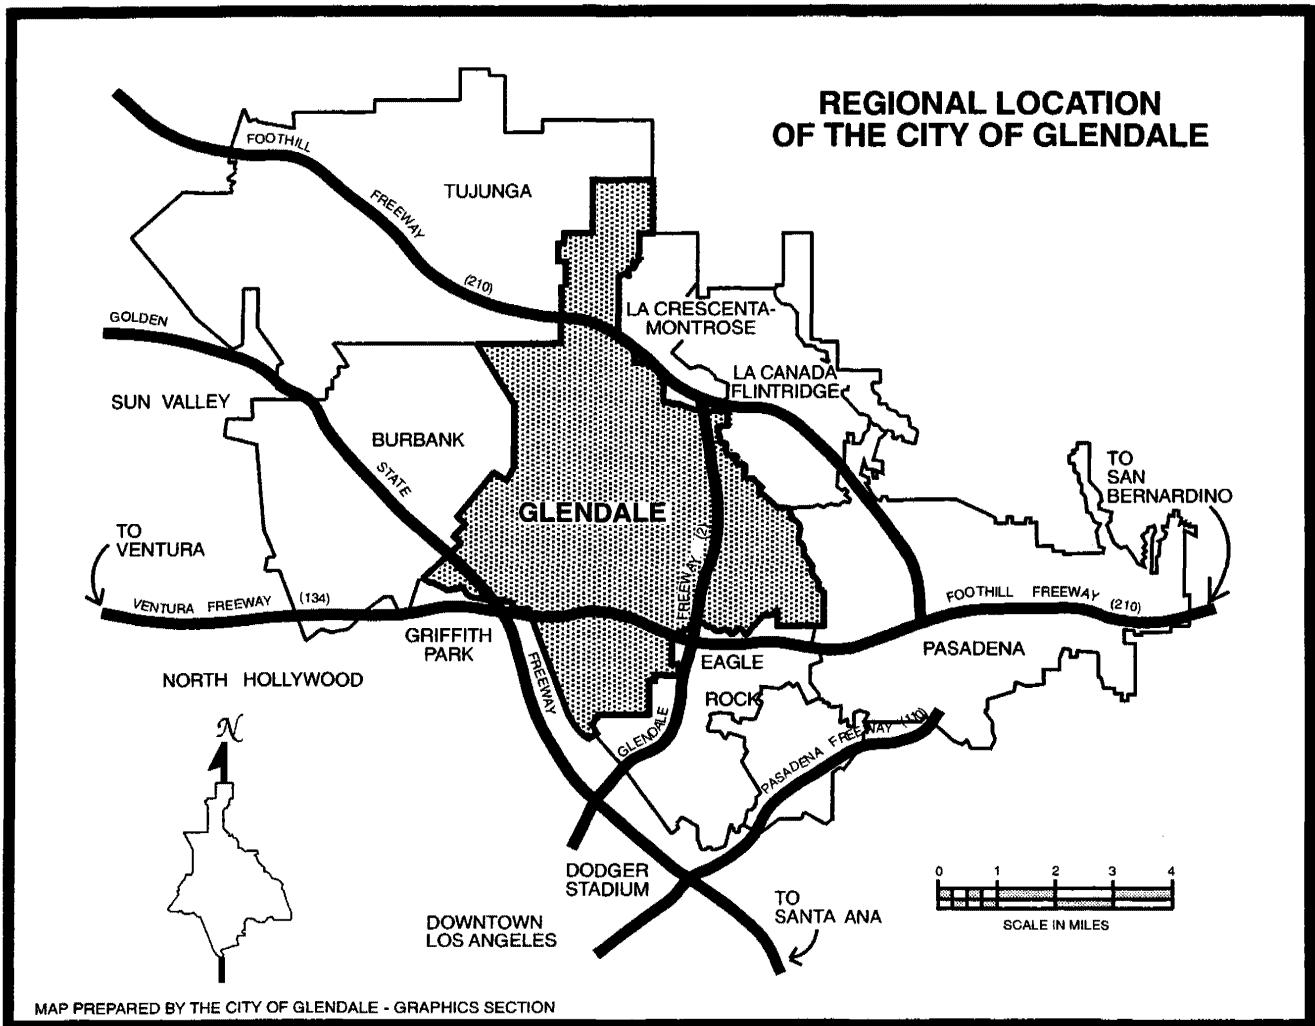 REGIONAL LOCATION
OF THE CITY OF GLENDALE
FOOTHILL
FREEWAY
(210)
TUJUNGA
GOLDEN
STATE
FREEWAY
LA CRESCENTA-
MONTROSE
LA CANADA
FLINTRIDGE
SUN VALLEY
BURBANK
GLENDALE
TO
SAN
BERNARDINO
TO
VENTURA
VENTURA FREEWAY (134)
GLENDALE
FREEWAY (2)
FOOTHILL FREEWAY (210)
GRIFFITH
PARK
EAGLE
ROCK
PASADENA
NORTH HOLLYWOOD
PASADENA FREEWAY (110)
N
DODGER
STADIUM
DOWNTOWN
LOS ANGELES
TO
SANTA ANA
0 1 2 3 4
SCALE IN MILES
MAP PREPARED BY THE CITY OF GLENDALE - GRAPHICS SECTION